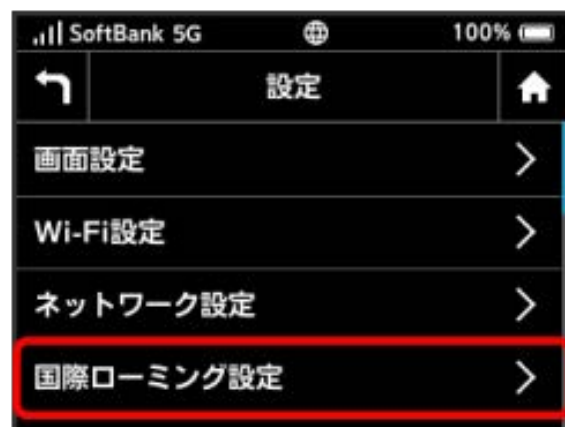 SoftBank 5G 100%
設定
画面設定
Wi-Fi設定
ネットワーク設定
国際ローミング設定